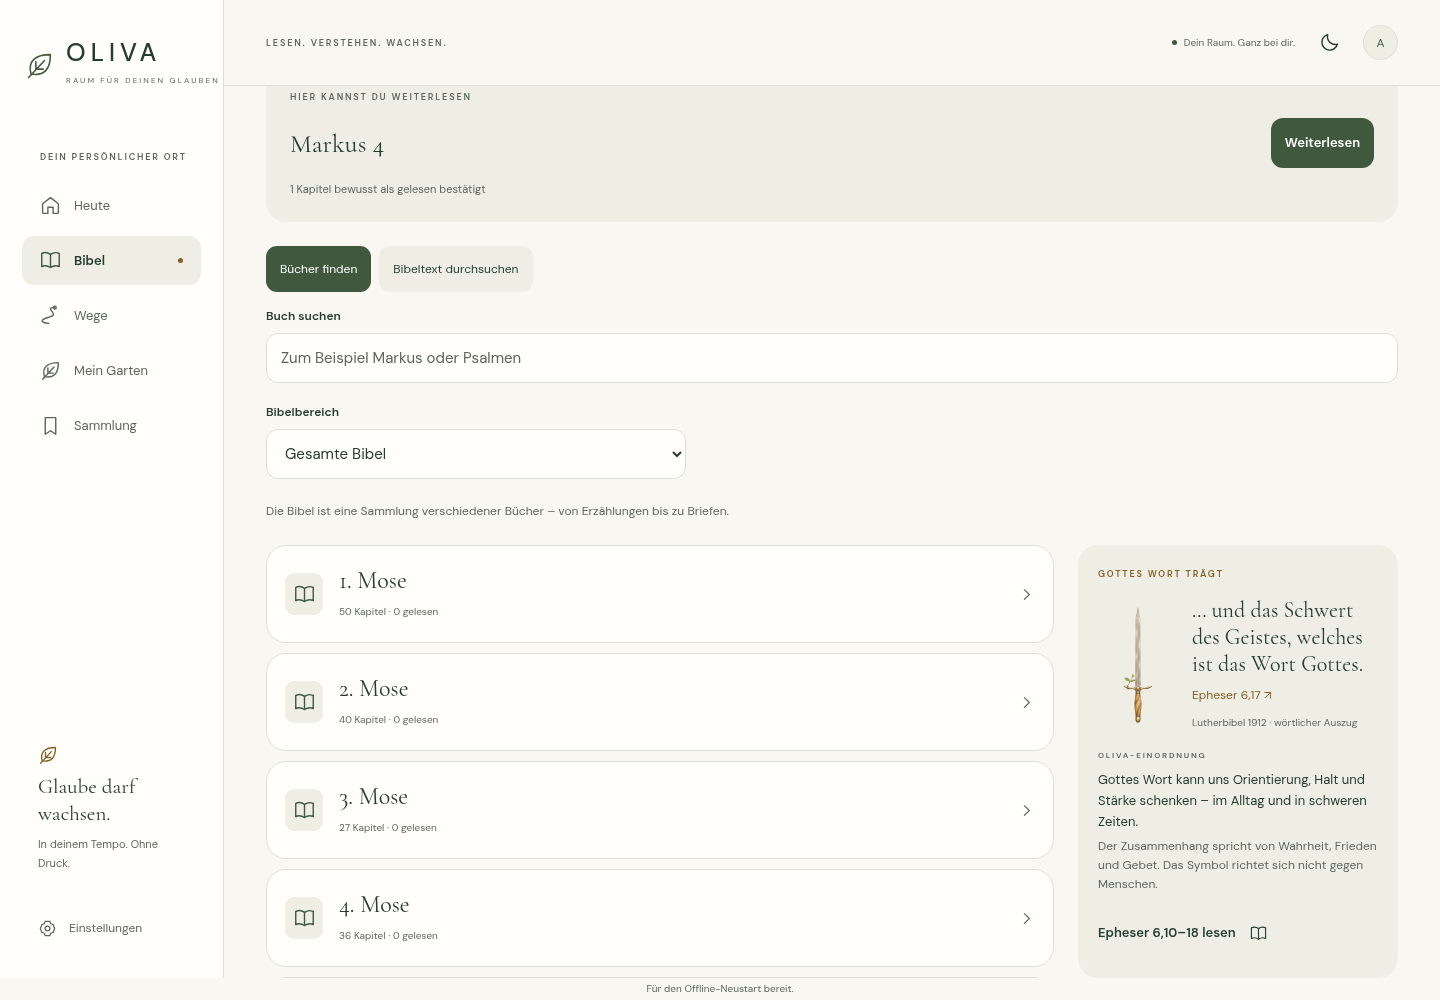 OLIVA
RAUM FÜR DEINEN GLAUBEN
DEIN PERSÖNLICHER ORT
Heute
Bibel
Wege
Mein Garten
Sammlung
Glaube darf
wachsen.
In deinem Tempo. Ohne
Druck.
Einstellungen
LESEN. VERSTEHEN. WACHSEN.
Dein Raum. Ganz bei dir.
A
HIER KANNST DU WEITERLESEN
Markus 4
Weiterlesen
1 Kapitel bewusst als gelesen bestätigt
Bücher finden
Bibeltext durchsuchen
Buch suchen
Zum Beispiel Markus oder Psalmen
Bibelbereich
Gesamte Bibel
Die Bibel ist eine Sammlung verschiedener Bücher – von Erzählungen bis zu Briefen.
1. Mose
50 Kapitel · 0 gelesen
2. Mose
40 Kapitel · 0 gelesen
3. Mose
27 Kapitel · 0 gelesen
4. Mose
36 Kapitel · 0 gelesen
GOTTES WORT TRÄGT
… und das Schwert
des Geistes, welches
ist das Wort Gottes.
Epheser 6,17
Lutherbibel 1912 · wörtlicher Auszug
OLIVA-EINORDNUNG
Gottes Wort kann uns Orientierung, Halt und
Stärke schenken – im Alltag und in schweren
Zeiten.
Der Zusammenhang spricht von Wahrheit, Frieden
und Gebet. Das Symbol richtet sich nicht gegen
Menschen.
Epheser 6,10–18 lesen
Für den Offline-Neustart bereit.